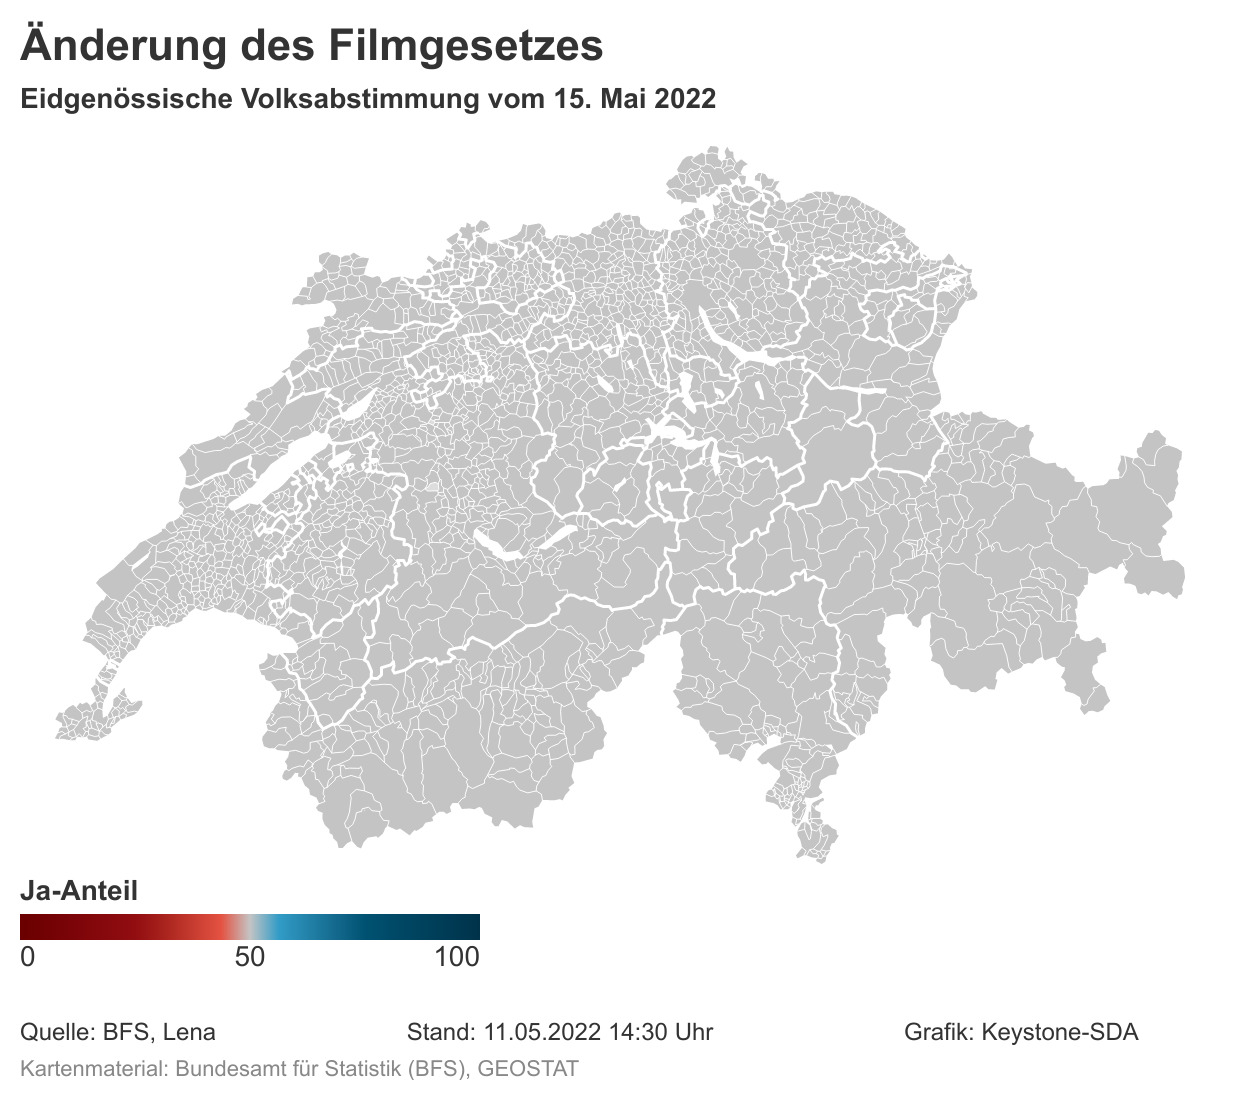 Änderung des Filmgesetzes
Eidgenössische Volksabstimmung vom 15. Mai 2022
Ja-Anteil
0 50 100
Quelle: BFS, Lena Stand: 11.05.2022 14:30 Uhr Grafik: Keystone-SDA
Kartenmaterial: Bundesamt für Statistik (BFS), GEOSTAT